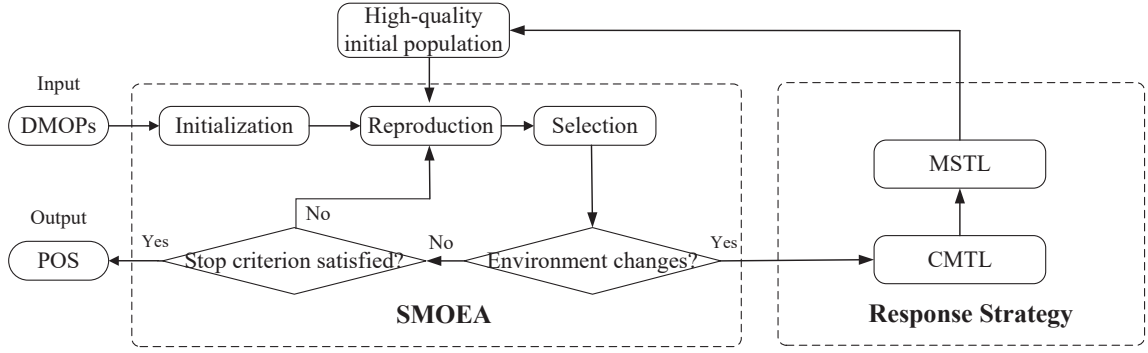 High-quality
initial population
Input
DMOPs
Initialization
Reproduction
Selection
MSTL
No
Output
Yes
No
Yes
POS
Stop criterion satisfied?
Environment changes?
CMTL
SMOEA
Response Strategy